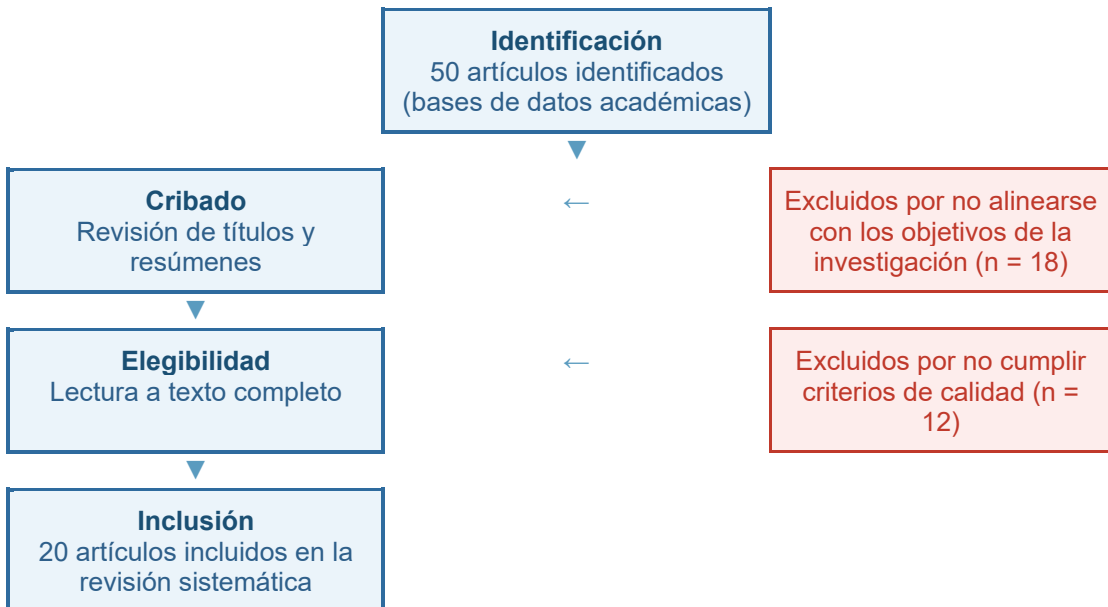 Identificación
50 artículos identificados
(bases de datos académicas)
▼
Cribado
Revisión de títulos y
resúmenes
←
Excluidos por no alinearse
con los objetivos de la
investigación (n = 18)
▼
Elegibilidad
Lectura a texto completo
←
Excluidos por no cumplir
criterios de calidad (n =
12)
▼
Inclusión
20 artículos incluidos en la
revisión sistemática